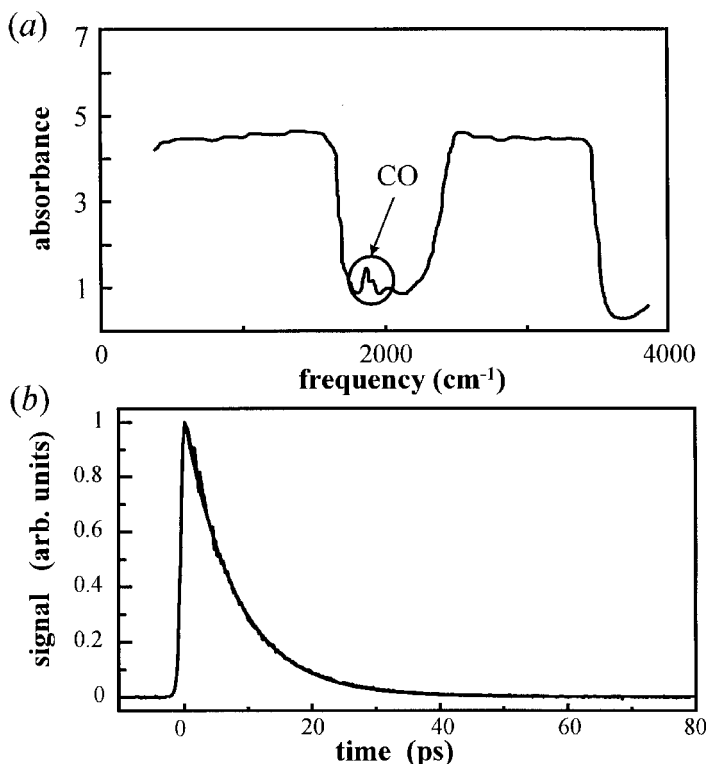 (a)
7
5
3
1
absorbance
CO
0
2000
4000
frequency (cm⁻¹)
(b)
1
0.8
0.6
0.4
0.2
0
signal (arb. units)
0
20
40
60
80
time (ps)